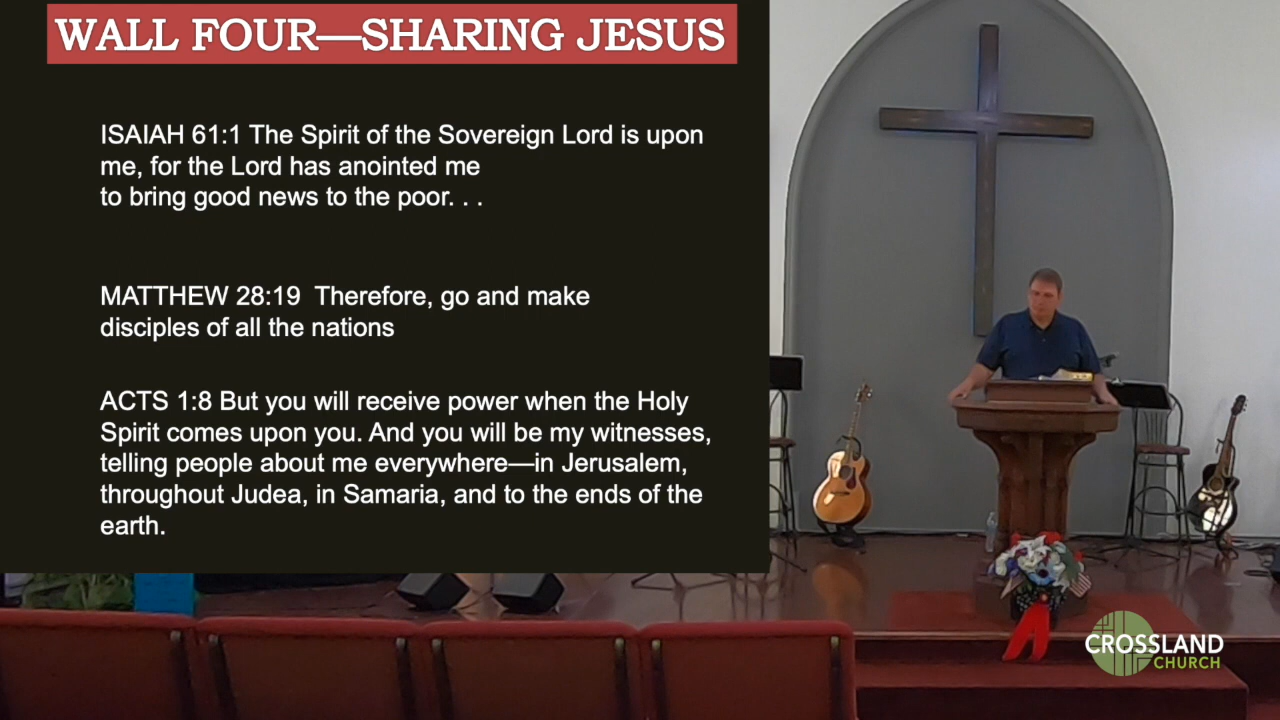 WALL FOUR—SHARING JESUS
ISAIAH 61:1 The Spirit of the Sovereign Lord is upon
me, for the Lord has anointed me
to bring good news to the poor. . .
MATTHEW 28:19  Therefore, go and make
disciples of all the nations
ACTS 1:8 But you will receive power when the Holy
Spirit comes upon you. And you will be my witnesses,
telling people about me everywhere—in Jerusalem,
throughout Judea, in Samaria, and to the ends of the
earth.
CROSSLAND
CHURCH